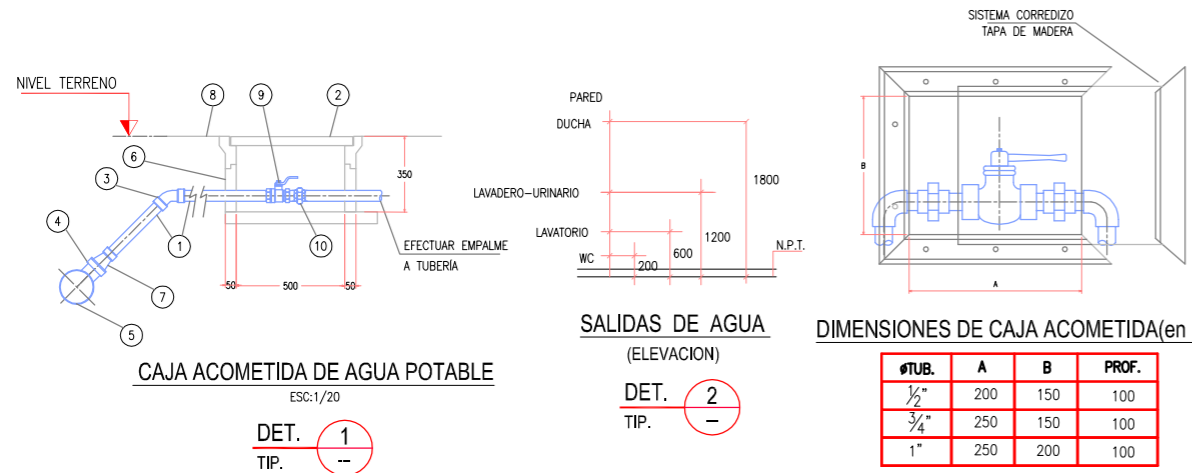 NIVEL TERRENO
8
9
2
6
3
4
1
7
5
10
350
50
500
50
EFECTUAR EMPALME
A TUBERÍA
CAJA ACOMETIDA DE AGUA POTABLE
ESC:1/20
DET.
1
TIP.
--
PARED
DUCHA
LAVADERO-URINARIO
LAVATORIO
WC
200
600
1200
1800
N.P.T.
SALIDAS DE AGUA
(ELEVACION)
DET.
2
TIP.
-
SISTEMA CORREDIZO
TAPA DE MADERA
B
A
DIMENSIONES DE CAJA ACOMETIDA(en
øTUB. A B PROF.
1/2" 200 150 100
3/4" 250 150 100
1" 250 200 100